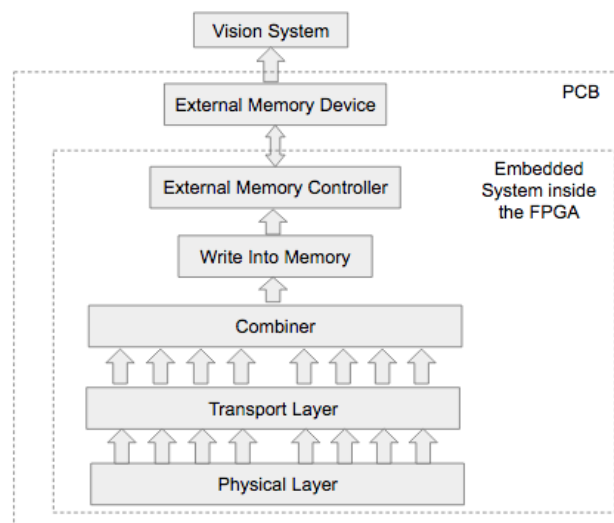 Vision System
PCB
External Memory Device
Embedded
System inside
the FPGA
External Memory Controller
Write Into Memory
Combiner
Transport Layer
Physical Layer